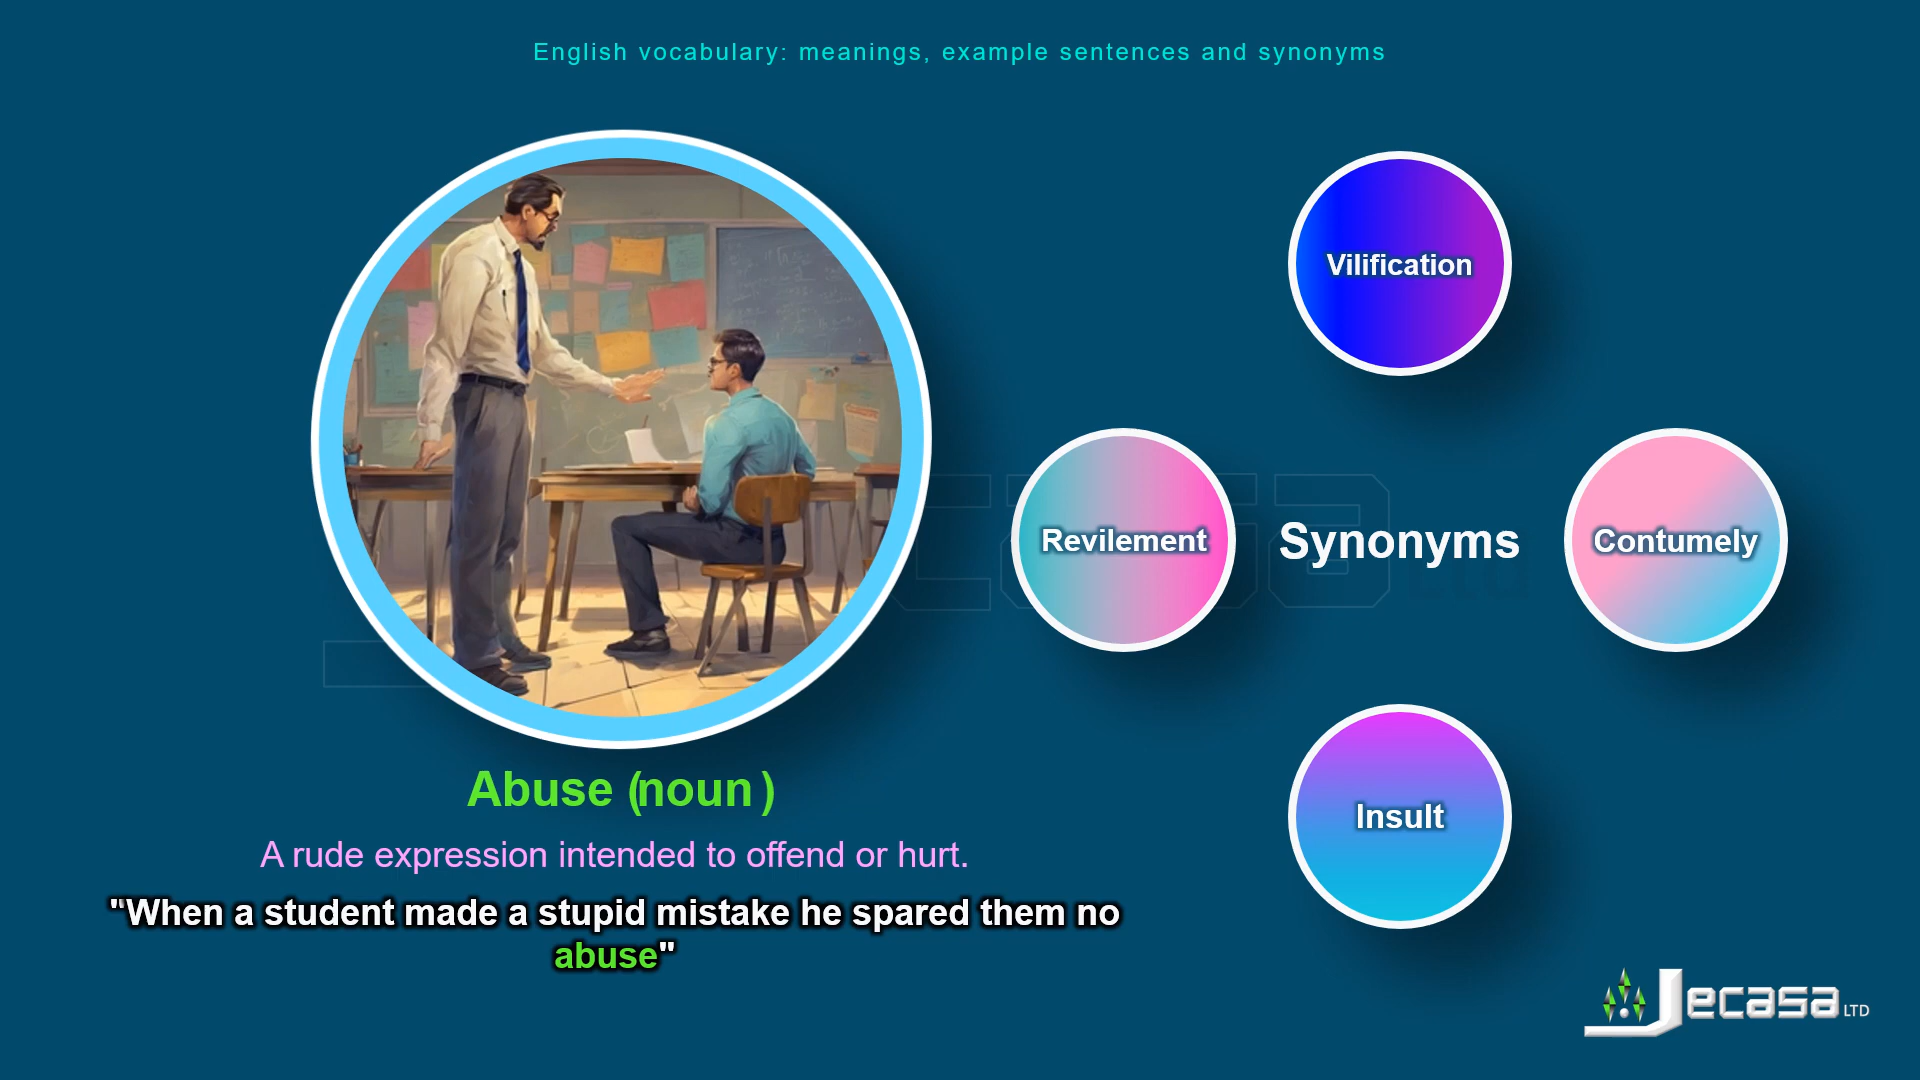 English vocabulary: meanings, example sentences and synonyms
Abuse (noun)
A rude expression intended to offend or hurt.
"When a student made a stupid mistake he spared them no
abuse"
Synonyms
Vilification
Revilement
Contumely
Insult
Jecasa LTD